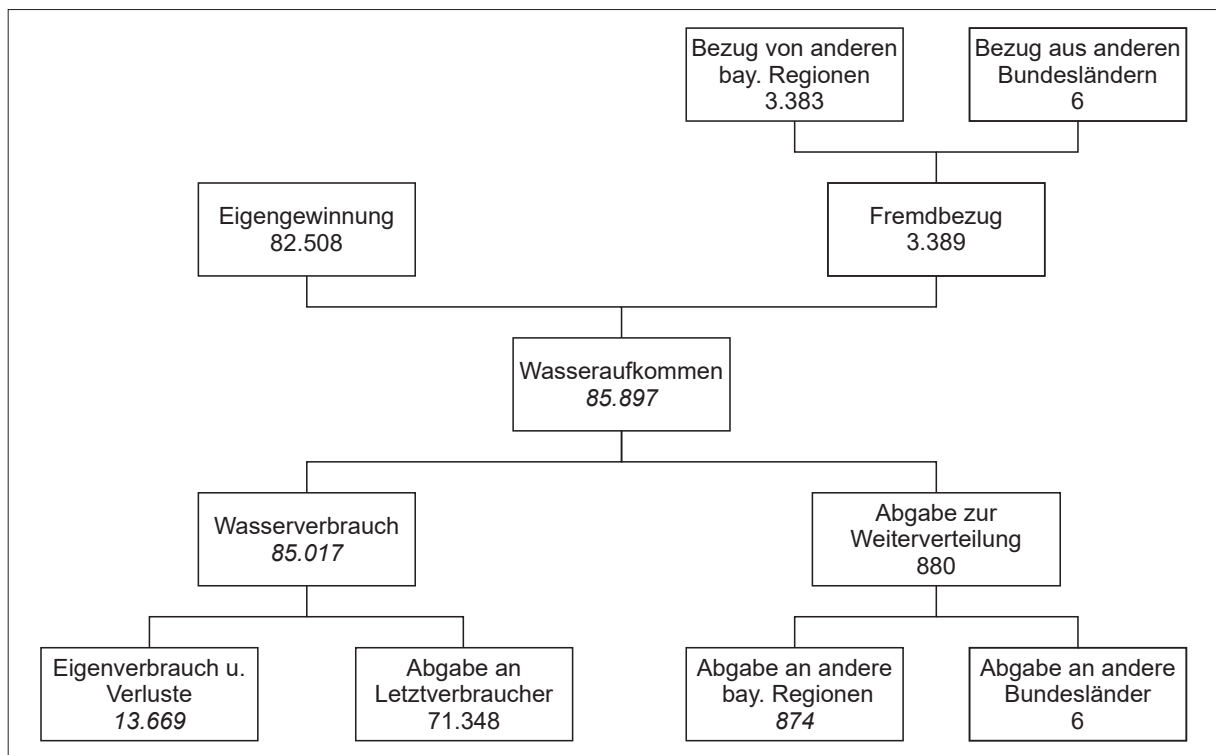 Bezug von anderen
bay. Regionen
3.383
Bezug aus anderen
Bundesländern
6
Eigengewinnung
82.508
Fremdbezug
3.389
Wasseraufkommen
85.897
Wasserverbrauch
85.017
Abgabe zur
Weiterverteilung
880
Eigenverbrauch u.
Verluste
13.669
Abgabe an
Letztverbraucher
71.348
Abgabe an andere
bay. Regionen
874
Abgabe an andere
Bundesländer
6